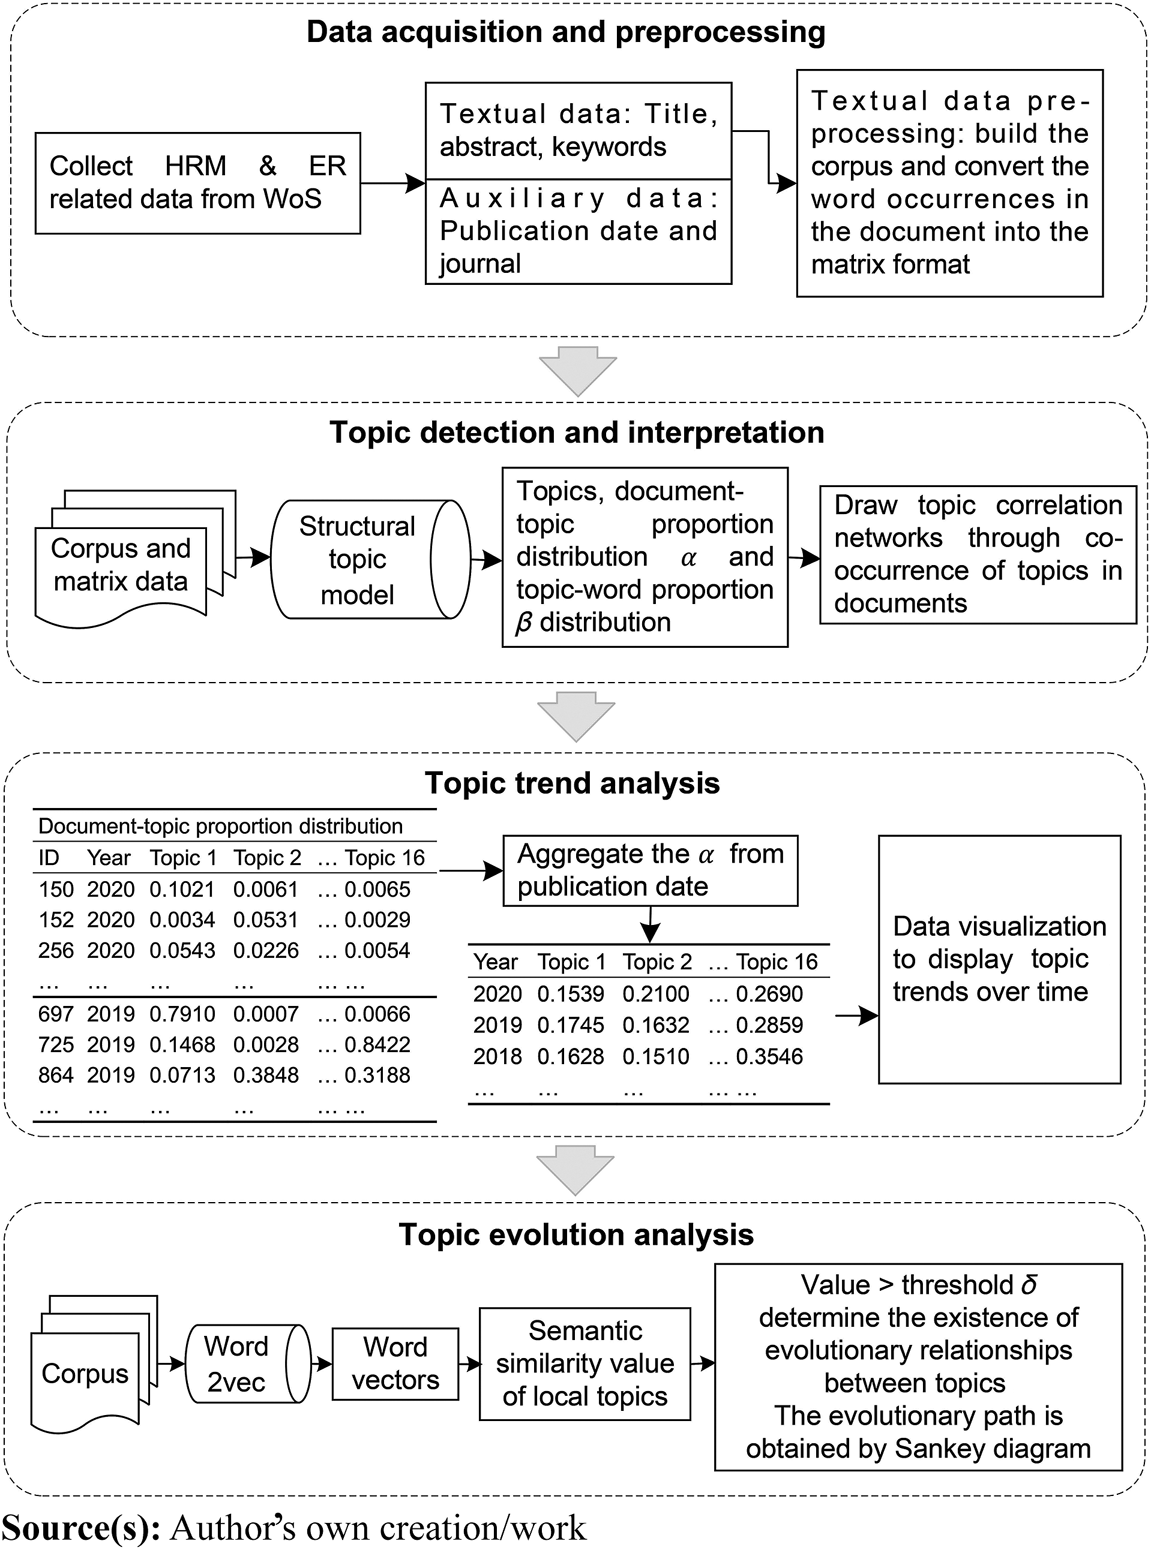 Data acquisition and preprocessing
Collect HRM & ER
related data from WoS
Textual data: Title,
abstract, keywords
Auxiliary data:
Publication date and
journal
Textual data pre-
processing: build the
corpus and convert the
word occurrences in
the document into the
matrix format
Topic detection and interpretation
Corpus and
matrix data
Structural
topic
model
Topics, document-
topic proportion
distribution α and
topic-word proportion
β distribution
Draw topic correlation
networks through co-
occurrence of topics in
documents
Topic trend analysis
Document-topic proportion distribution
ID Year Topic 1 Topic 2 … Topic 16
150 2020 0.1021 0.0061 … 0.0065
152 2020 0.0034 0.0531 … 0.0029
256 2020 0.0543 0.0226 … 0.0054
… … … … … …
697 2019 0.7910 0.0007 … 0.0066
725 2019 0.1468 0.0028 … 0.8422
864 2019 0.0713 0.3848 … 0.3188
… … … … … …
Aggregate the α from
publication date
Year Topic 1 Topic 2 … Topic 16
2020 0.1539 0.2100 … 0.2690
2019 0.1745 0.1632 … 0.2859
2018 0.1628 0.1510 … 0.3546
… … … … …
Data visualization
to display topic
trends over time
Topic evolution analysis
Corpus
Word
2vec
Word
vectors
Semantic
similarity value
of local topics
Value > threshold δ
determine the existence of
evolutionary relationships
between topics
The evolutionary path is
obtained by Sankey diagram
Source(s): Author’s own creation/work